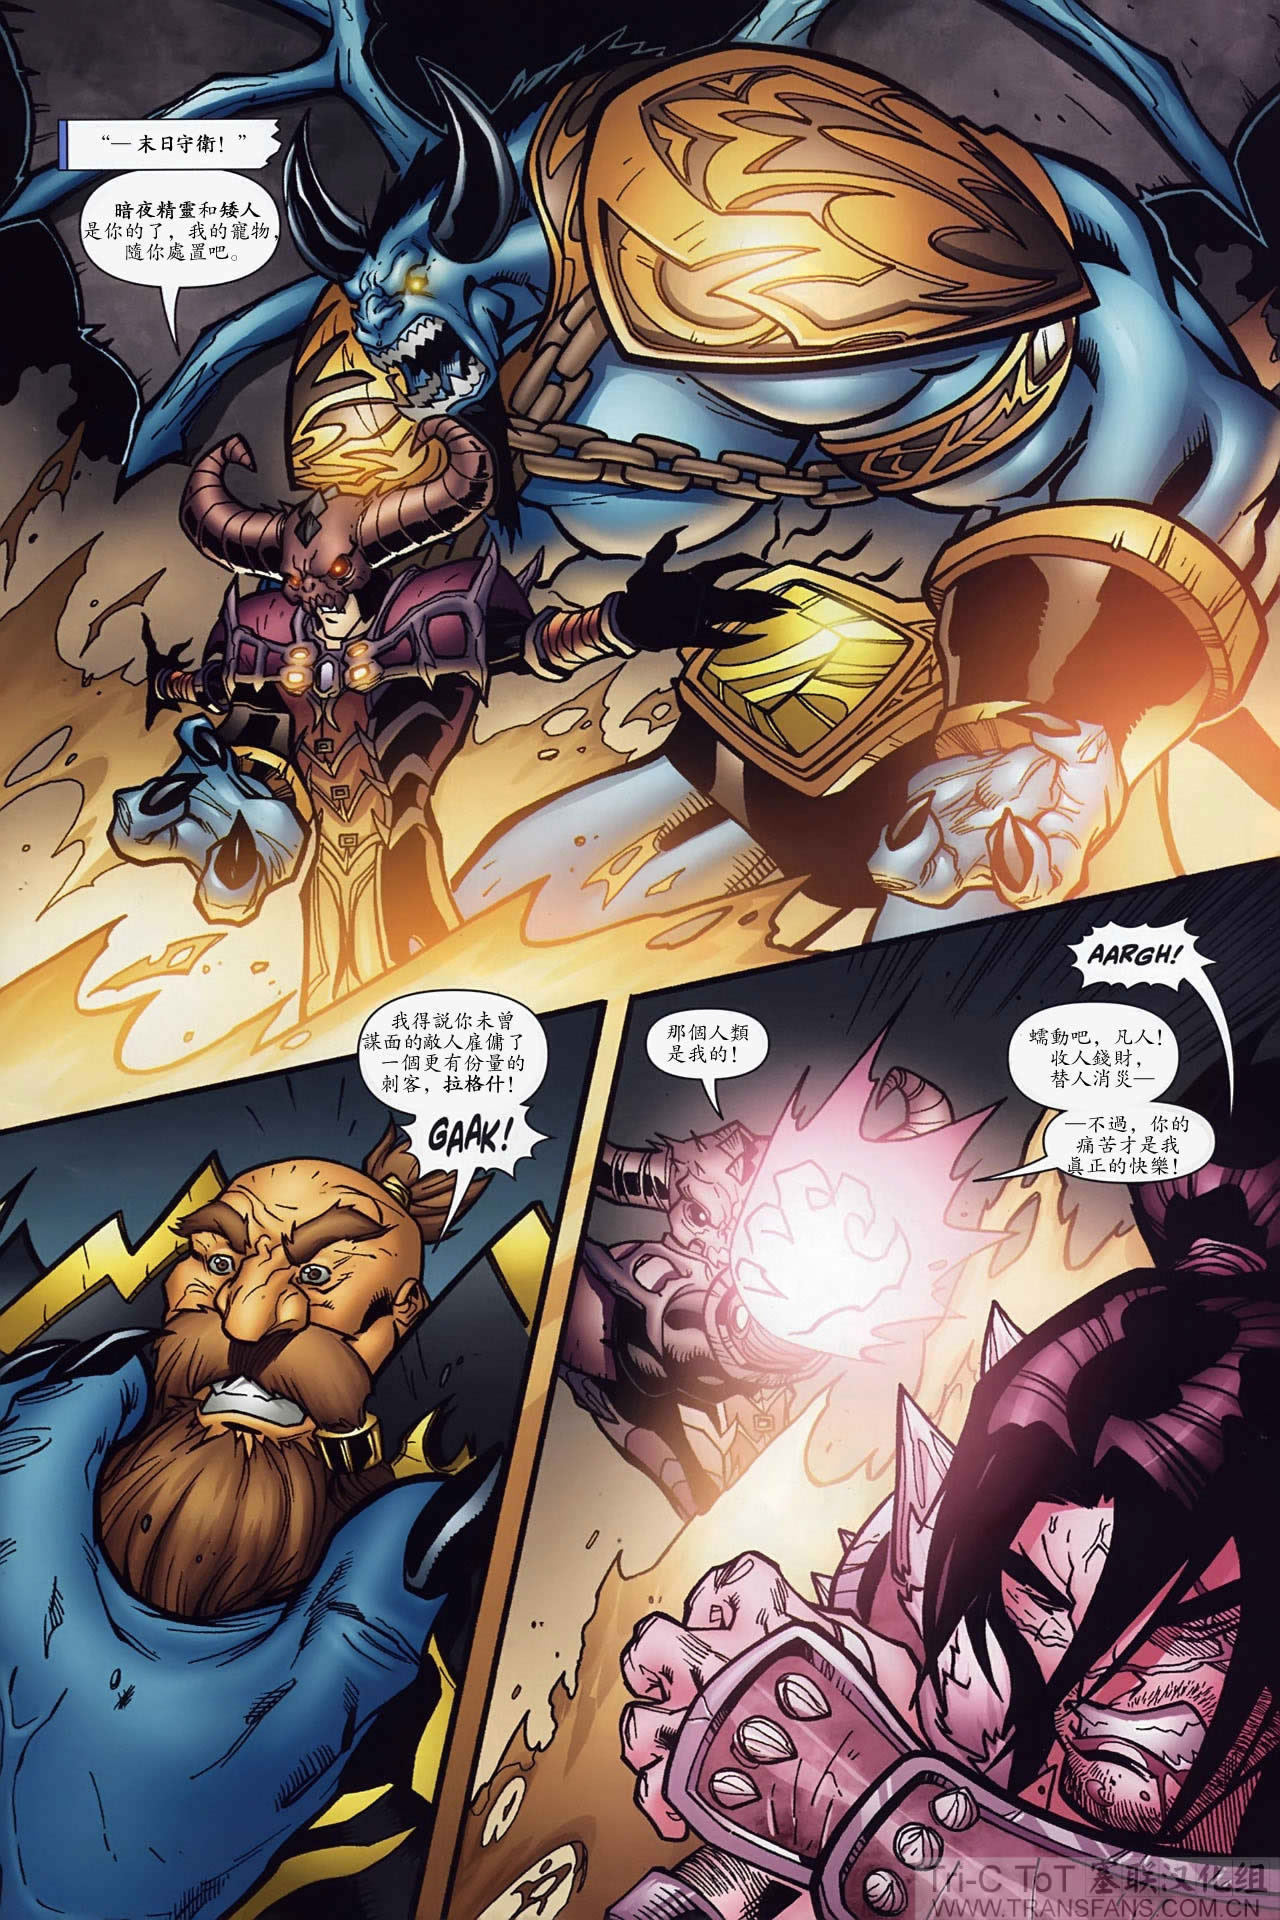 “— 末日守衛！”
暗夜精靈和矮人
是你的了，我的寵物，
隨你處置吧。
我得説你未曾
謀面的敵人雇傭了
一個更有份量的
刺客，拉格什！
GAAK!
那個人類
是我的！
AARGH!
蠕動吧，凡人！
收人錢財，
替人消災—
—不過，你的
痛苦才是我
真正的快樂！
Tri-C ToT 塞联汉化组
WWW.TRANSFANS.COM.CN